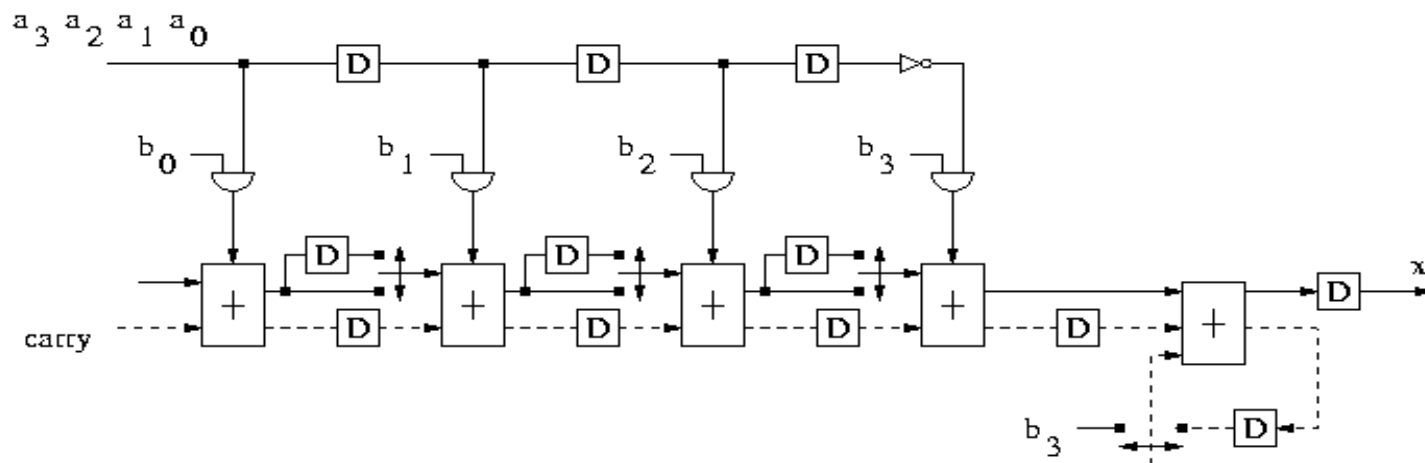 a3 a2 a1 a0
D D D
b0 b1 b2 b3
D D D
+ + + + D x
carry D D D D +
b3 D